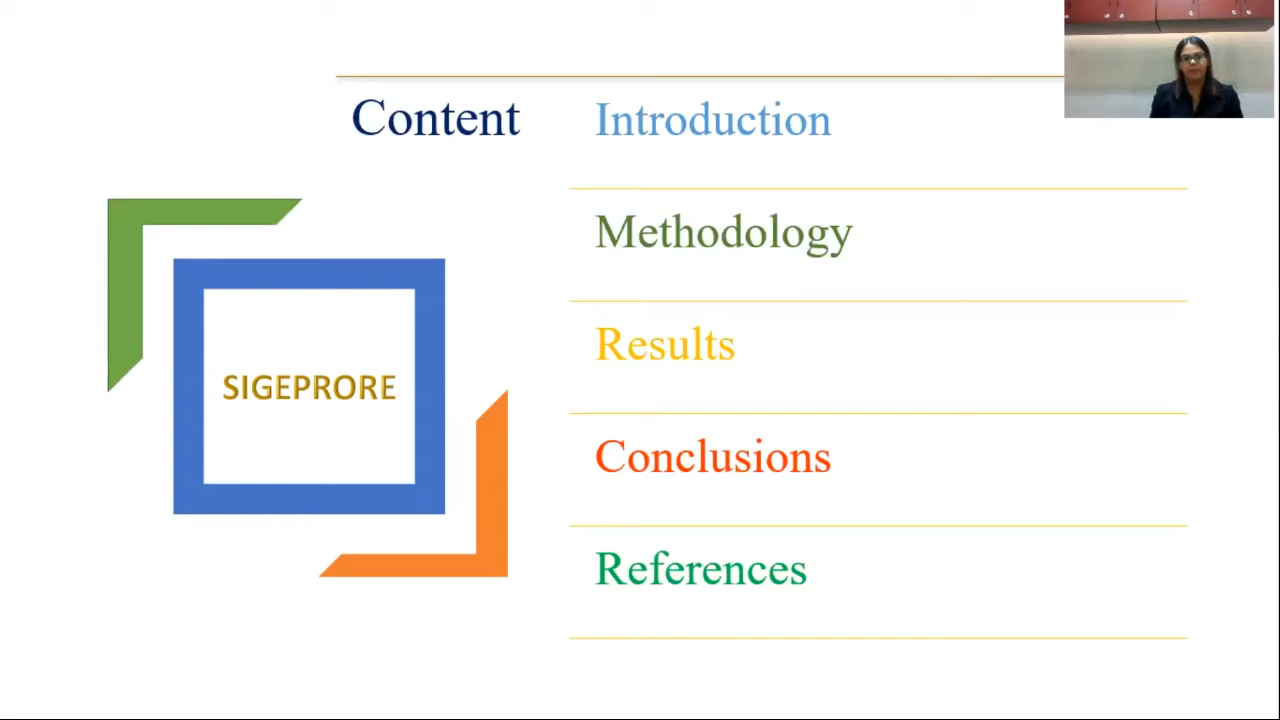 Content
Introduction
Methodology
Results
Conclusions
References
SIGEPRORE